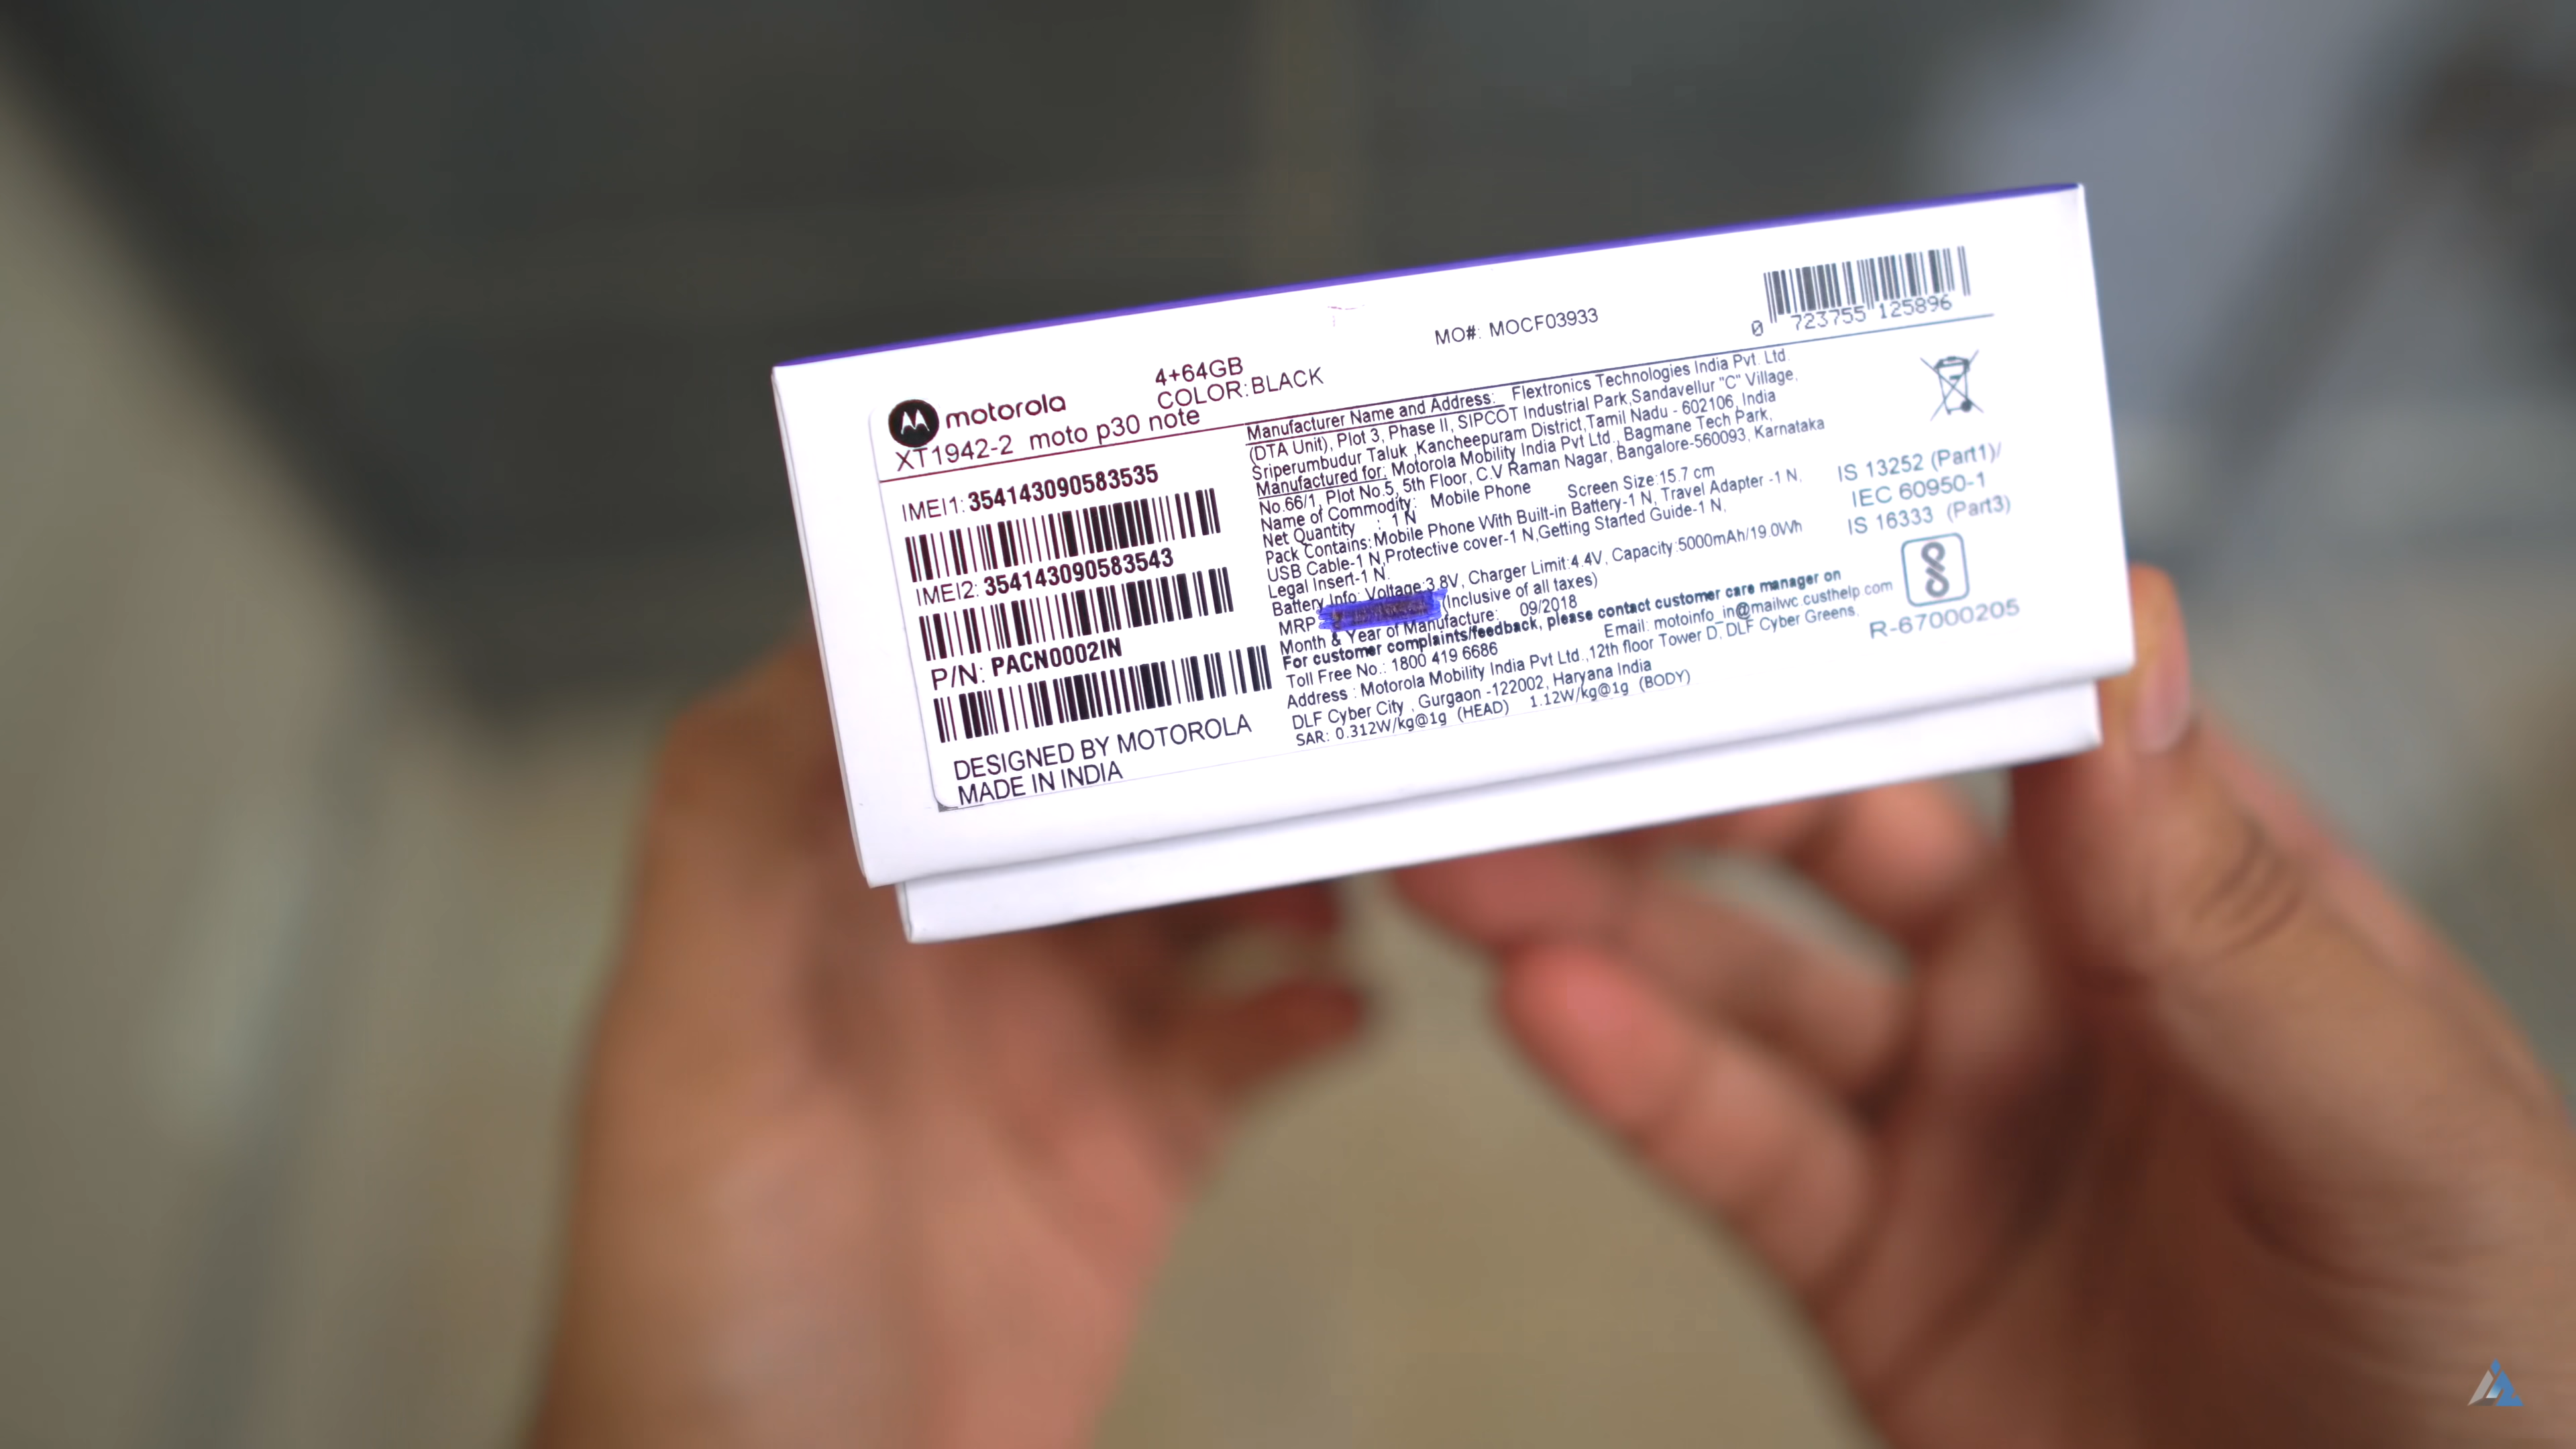 motorola
4+64GB
COLOR:BLACK
XT1942-2 moto p30 note
MO#: MOCF03933
0 723755 125896
IMEI1: 354143090583535
IMEI2: 354143090583543
P/N: PACN0002IN
DESIGNED BY MOTOROLA
MADE IN INDIA
Manufacturer Name and Address: Flextronics Technologies India Pvt. Ltd
(DTA Unit), Plot 3, Phase II, SIPCOT Industrial Park,Sandavellur "C" Village,
Sriperumbudur Taluk ,Kancheepuram District,Tamil Nadu - 602106, India
Manufactured for: Motorola Mobility India Pvt Ltd., Bagmane Tech Park,
No.66/1, Plot No.5, 5th Floor, C.V Raman Nagar, Bangalore-560093, Karnataka
Name of Commodity: Mobile Phone Screen Size:15.7 cm
Net Quantity : 1 N
Pack Contains:Mobile Phone With Built-in Battery-1 N, Travel Adapter -1 N,
USB Cable-1 N,Protective cover-1 N,Getting Started Guide-1 N,
Legal Insert-1 N.
Battery Info: Voltage:3.8V, Charger Limit:4.4V, Capacity:5000mAh/19.0Wh
MRP (Inclusive of all taxes)
Month & Year of Manufacture: 09/2018
For customer complaints/feedback, please contact customer care manager on
Toll Free No.: 1800 419 6686 Email: motoinfo_in@mailwc.custhelp.com
Address : Motorola Mobility India Pvt Ltd.,12th floor Tower D, DLF Cyber Greens,
DLF Cyber City , Gurgaon -122002, Haryana India
SAR: 0.312W/kg@1g (HEAD) 1.12W/kg@1g (BODY)
IS 13252 (Part1)/
IEC 60950-1
IS 16333 (Part3)
R-67000205